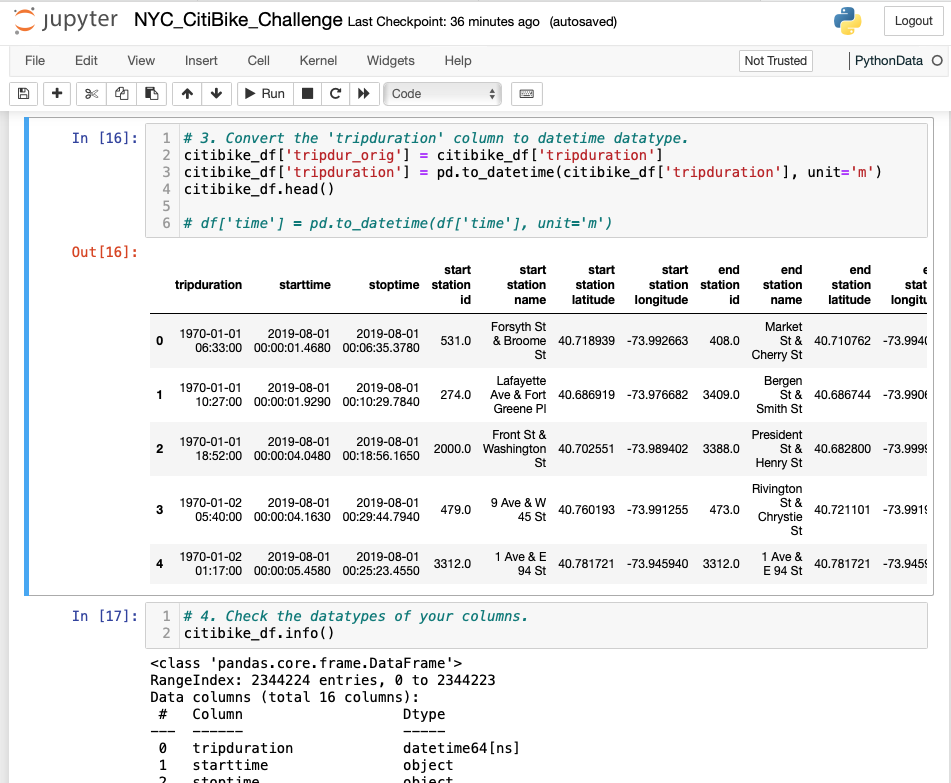 jupyter NYC_CitiBike_Challenge Last Checkpoint: 36 minutes ago (autosaved)
Logout
File Edit View Insert Cell Kernel Widgets Help
Not Trusted
PythonData
Run
Code
In [16]:
1 # 3. Convert the 'tripduration' column to datetime datatype.
2 citibike_df['tripdur_orig'] = citibike_df['tripduration']
3 citibike_df['tripduration'] = pd.to_datetime(citibike_df['tripduration'], unit='m')
4 citibike_df.head()
5
6 # df['time'] = pd.to_datetime(df['time'], unit='m')
Out[16]:
start start start start end end end
station station station station station station station
tripduration starttime stoptime id name latitude longitude id name latitude
0 1970-01-01 06:33:00 2019-08-01 00:00:01.4680 2019-08-01 00:06:35.3780 531.0 Forsyth St & Broome St 40.718939 -73.992663 408.0 Market St & Cherry St 40.710762 -73.9940
1 1970-01-01 10:27:00 2019-08-01 00:00:01.9290 2019-08-01 00:10:29.7840 274.0 Lafayette Ave & Fort Greene Pl 40.686919 -73.976682 3409.0 Bergen St & Smith St 40.686744 -73.9906
2 1970-01-01 18:52:00 2019-08-01 00:00:04.0480 2019-08-01 00:18:56.1650 2000.0 Front St & Washington St 40.702551 -73.989402 3388.0 President St & Henry St 40.682800 -73.9999
3 1970-01-02 05:40:00 2019-08-01 00:00:04.1630 2019-08-01 00:29:44.7940 479.0 9 Ave & W 45 St 40.760193 -73.991255 473.0 Rivington St & Chrystie St 40.721101 -73.9919
4 1970-01-02 01:17:00 2019-08-01 00:00:05.4580 2019-08-01 00:25:23.4550 3312.0 1 Ave & E 94 St 40.781721 -73.945940 3312.0 1 Ave & E 94 St 40.781721 -73.9459
In [17]:
1 # 4. Check the datatypes of your columns.
2 citibike_df.info()
<class 'pandas.core.frame.DataFrame'>
RangeIndex: 2344224 entries, 0 to 2344223
Data columns (total 16 columns):
# Column Dtype
--- ------ -----
0 tripduration datetime64[ns]
1 starttime object
2 stoptime object